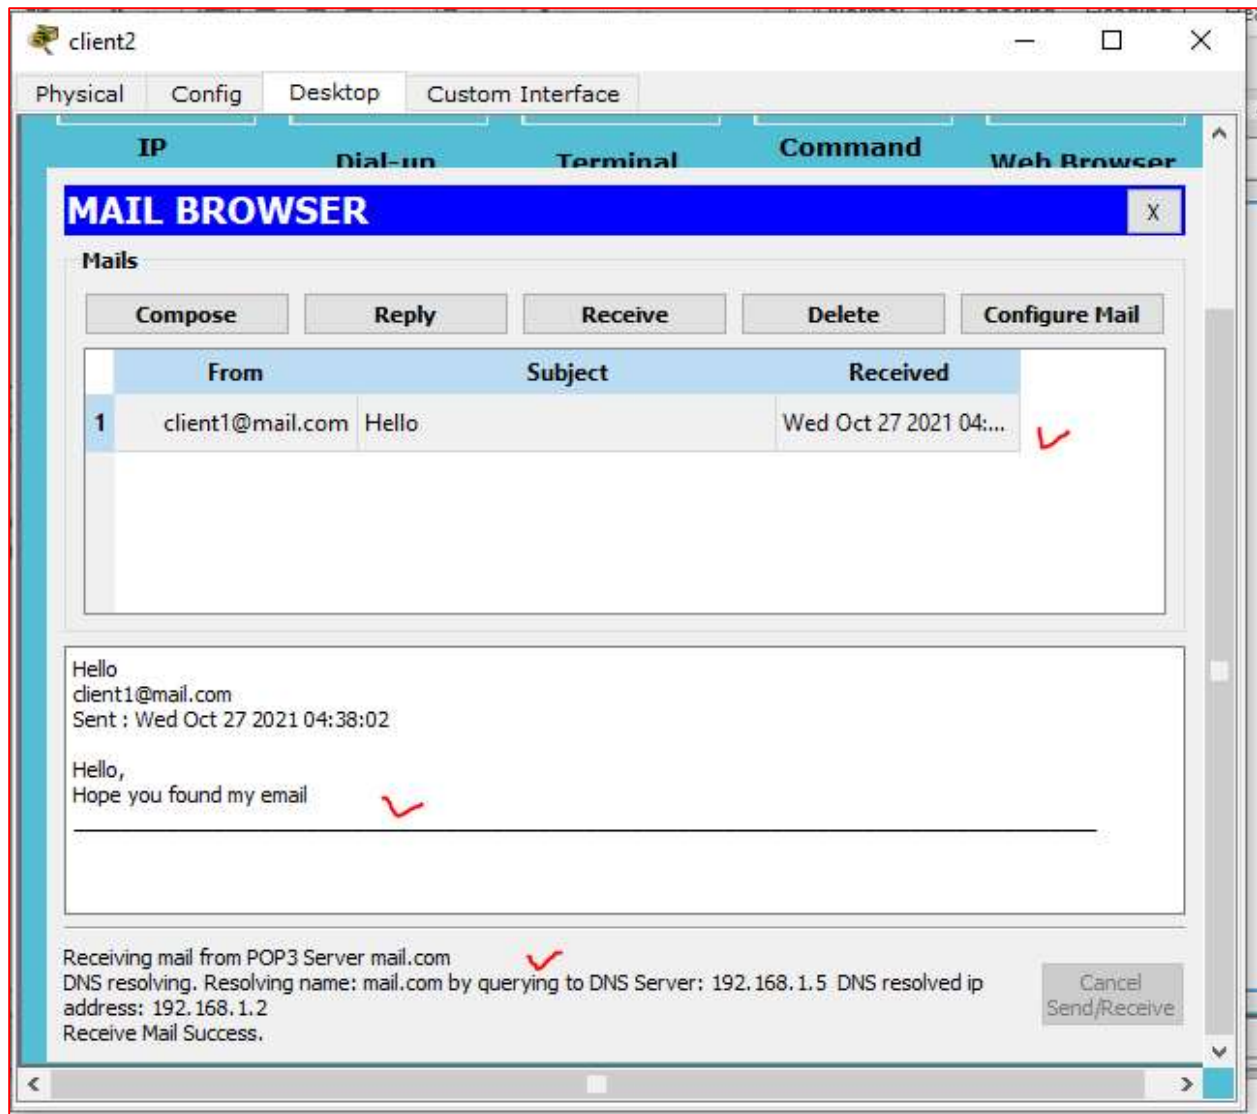 client2
Physical Config Desktop Custom Interface
IP Dial-up Terminal Command Web Browser
MAIL BROWSER X
Mails
Compose Reply Receive Delete Configure Mail
From Subject Received
1 client1@mail.com Hello Wed Oct 27 2021 04:...
Hello
client1@mail.com
Sent : Wed Oct 27 2021 04:38:02
Hello,
Hope you found my email
Receiving mail from POP3 Server mail.com
DNS resolving. Resolving name: mail.com by querying to DNS Server: 192.168.1.5 DNS resolved ip
address: 192.168.1.2
Receive Mail Success.
Cancel
Send/Receive